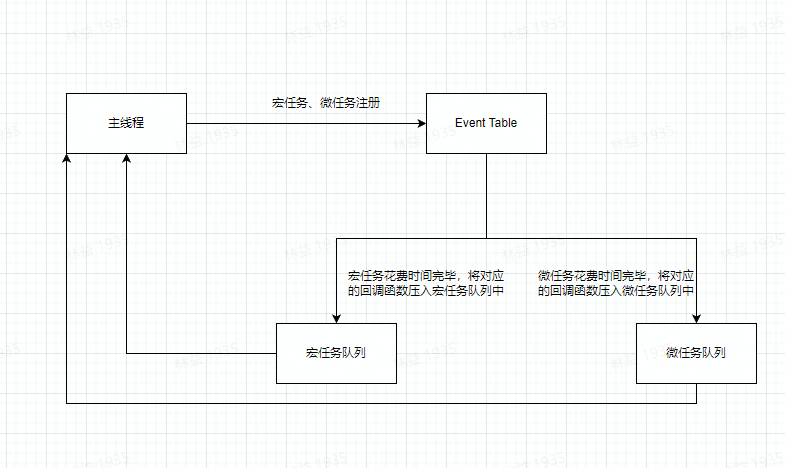 宏任务、微任务注册
主线程
Event Table
宏任务花费时间完毕，将对应
的回调函数压入宏任务队列中
微任务花费时间完毕，将对应
的回调函数压入微任务队列中
宏任务队列
微任务队列